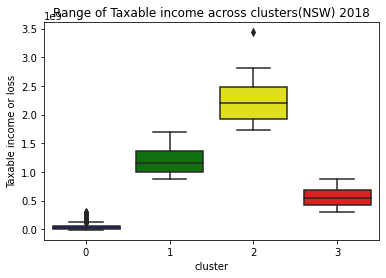 Range of Taxable income across clusters(NSW) 2018
1e9
3.5
3.0
2.5
2.0
1.5
1.0
0.5
0.0
Taxable income or loss
0 1 2 3
cluster